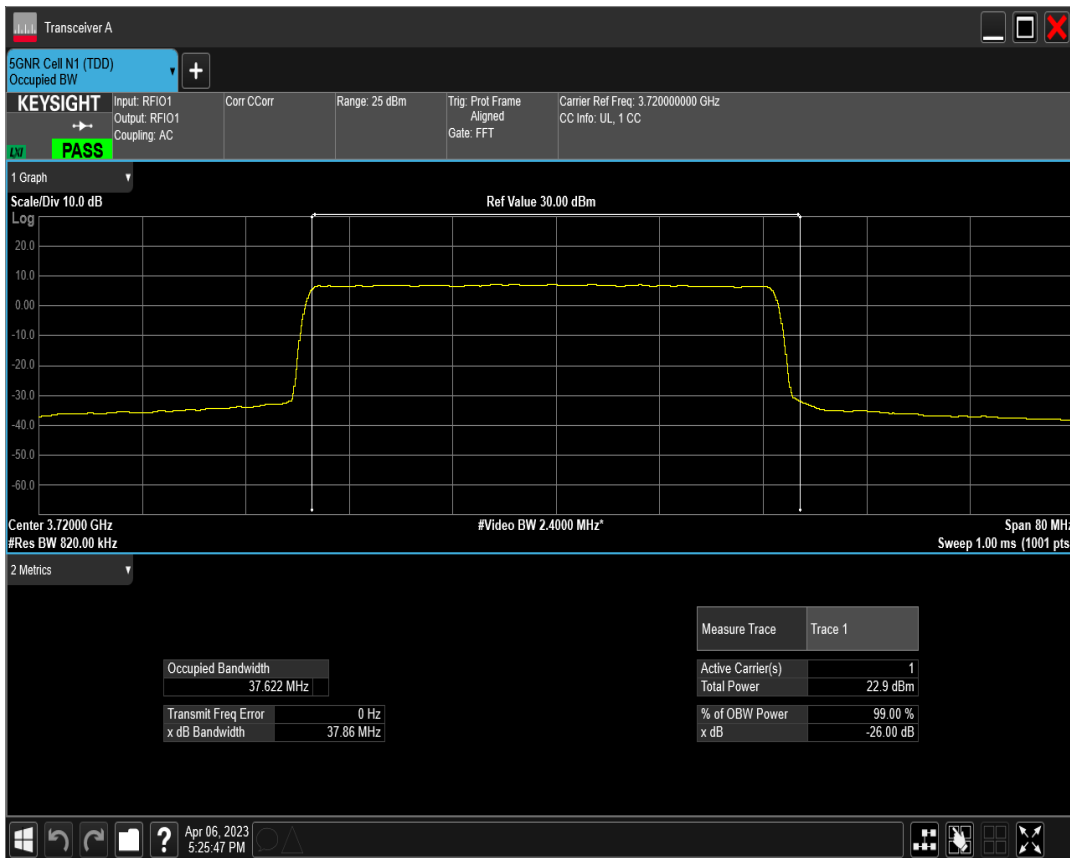 Transceiver A
5GNR Cell N1 (TDD)
Occupied BW
+
KEYSIGHT
LXI
PASS
Input: RFIO1
Output: RFIO1
Coupling: AC
Corr CCorr
Range: 25 dBm
Trig: Prot Frame
Aligned
Gate: FFT
Carrier Ref Freq: 3.720000000 GHz
CC Info: UL, 1 CC
1 Graph
Scale/Div 10.0 dB
Ref Value 30.00 dBm
Log
20.0
10.0
0.00
-10.0
-20.0
-30.0
-40.0
-50.0
-60.0
Center 3.72000 GHz
#Video BW 2.4000 MHz*
Span 80 MHz
#Res BW 820.00 kHz
Sweep 1.00 ms (1001 pts
2 Metrics
Measure Trace Trace 1
Occupied Bandwidth
37.622 MHz
Transmit Freq Error 0 Hz
x dB Bandwidth 37.86 MHz
Active Carrier(s) 1
Total Power 22.9 dBm
% of OBW Power 99.00 %
x dB -26.00 dB
?
Apr 06, 2023
5:25:47 PM